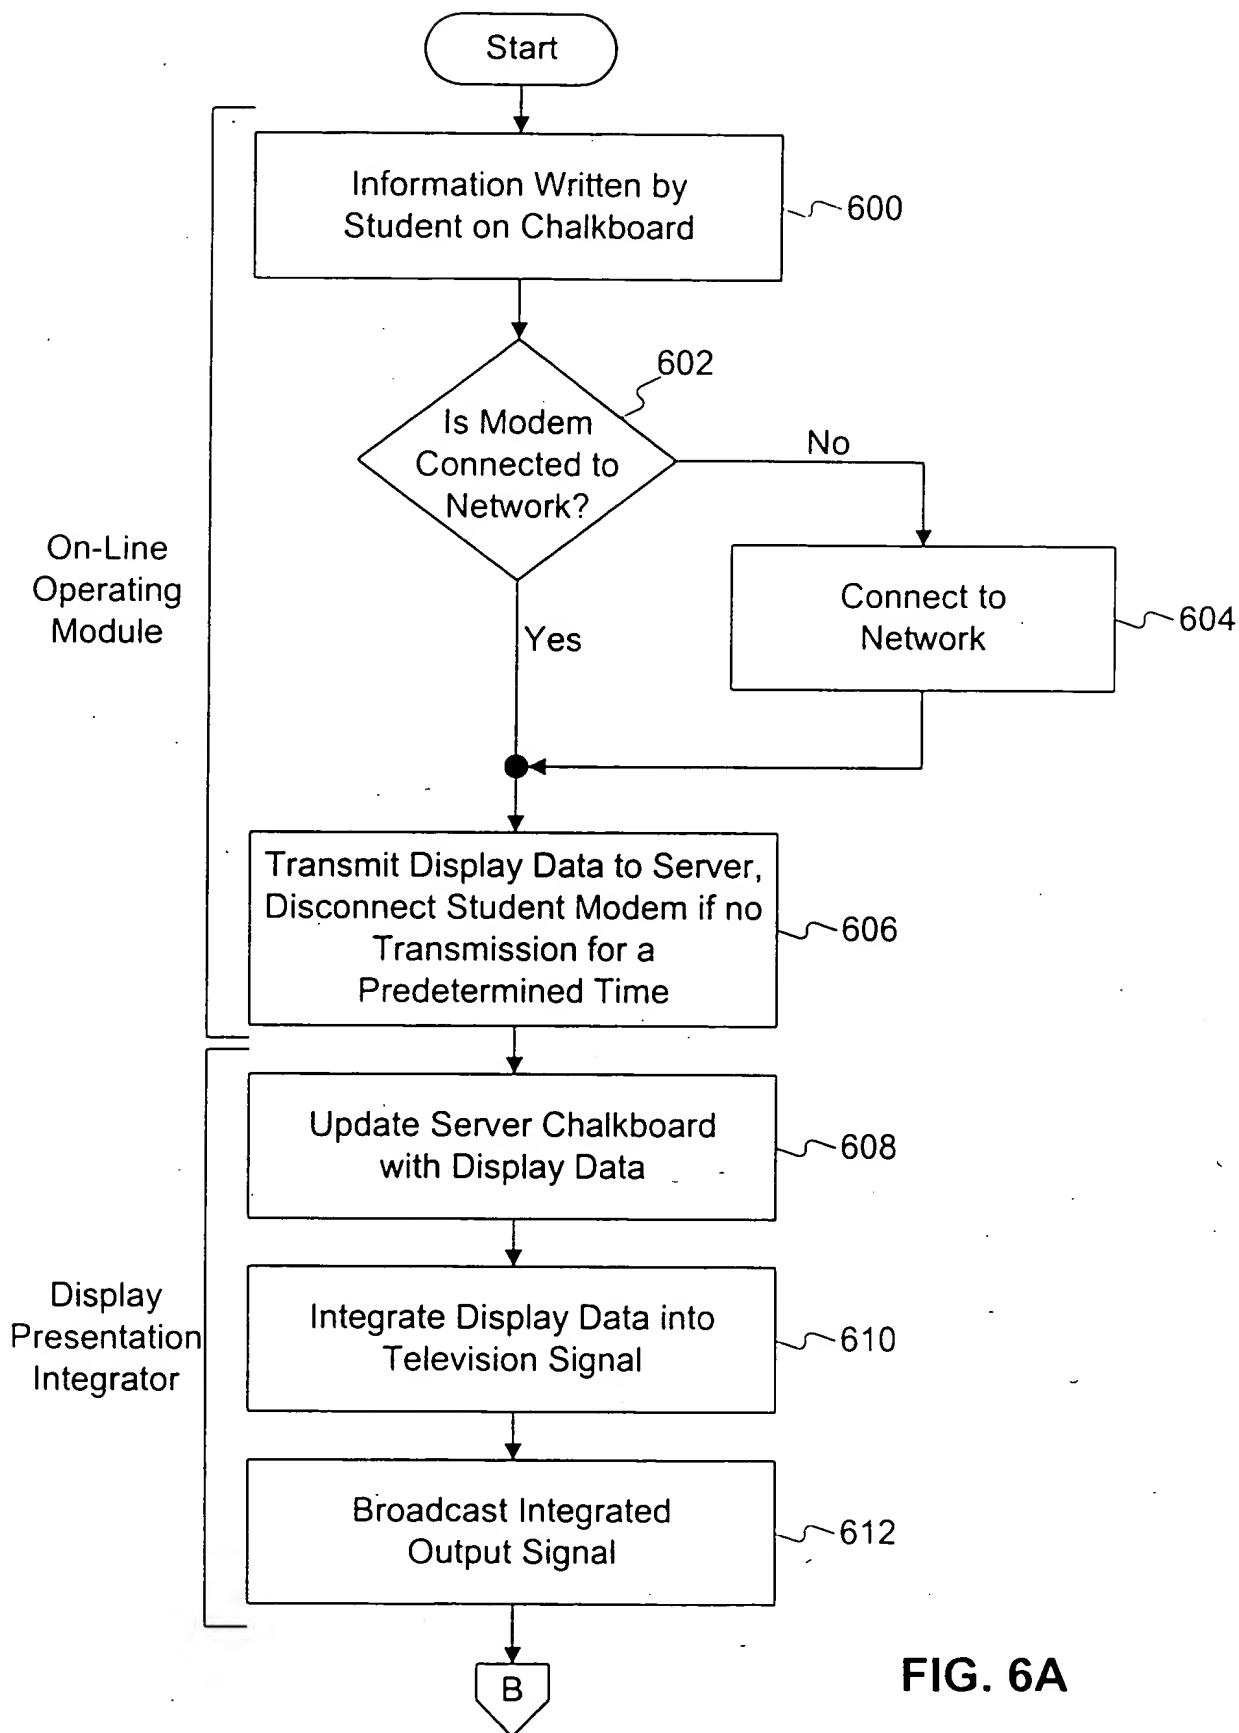 Start
Information Written by
Student on Chalkboard
600
602
Is Modem
Connected to
Network?
No
Yes
Connect to
Network
604
On-Line
Operating
Module
Transmit Display Data to Server,
Disconnect Student Modem if no
Transmission for a
Predetermined Time
606
Update Server Chalkboard
with Display Data
608
Display
Presentation
Integrator
Integrate Display Data into
Television Signal
610
Broadcast Integrated
Output Signal
612
B
FIG. 6A